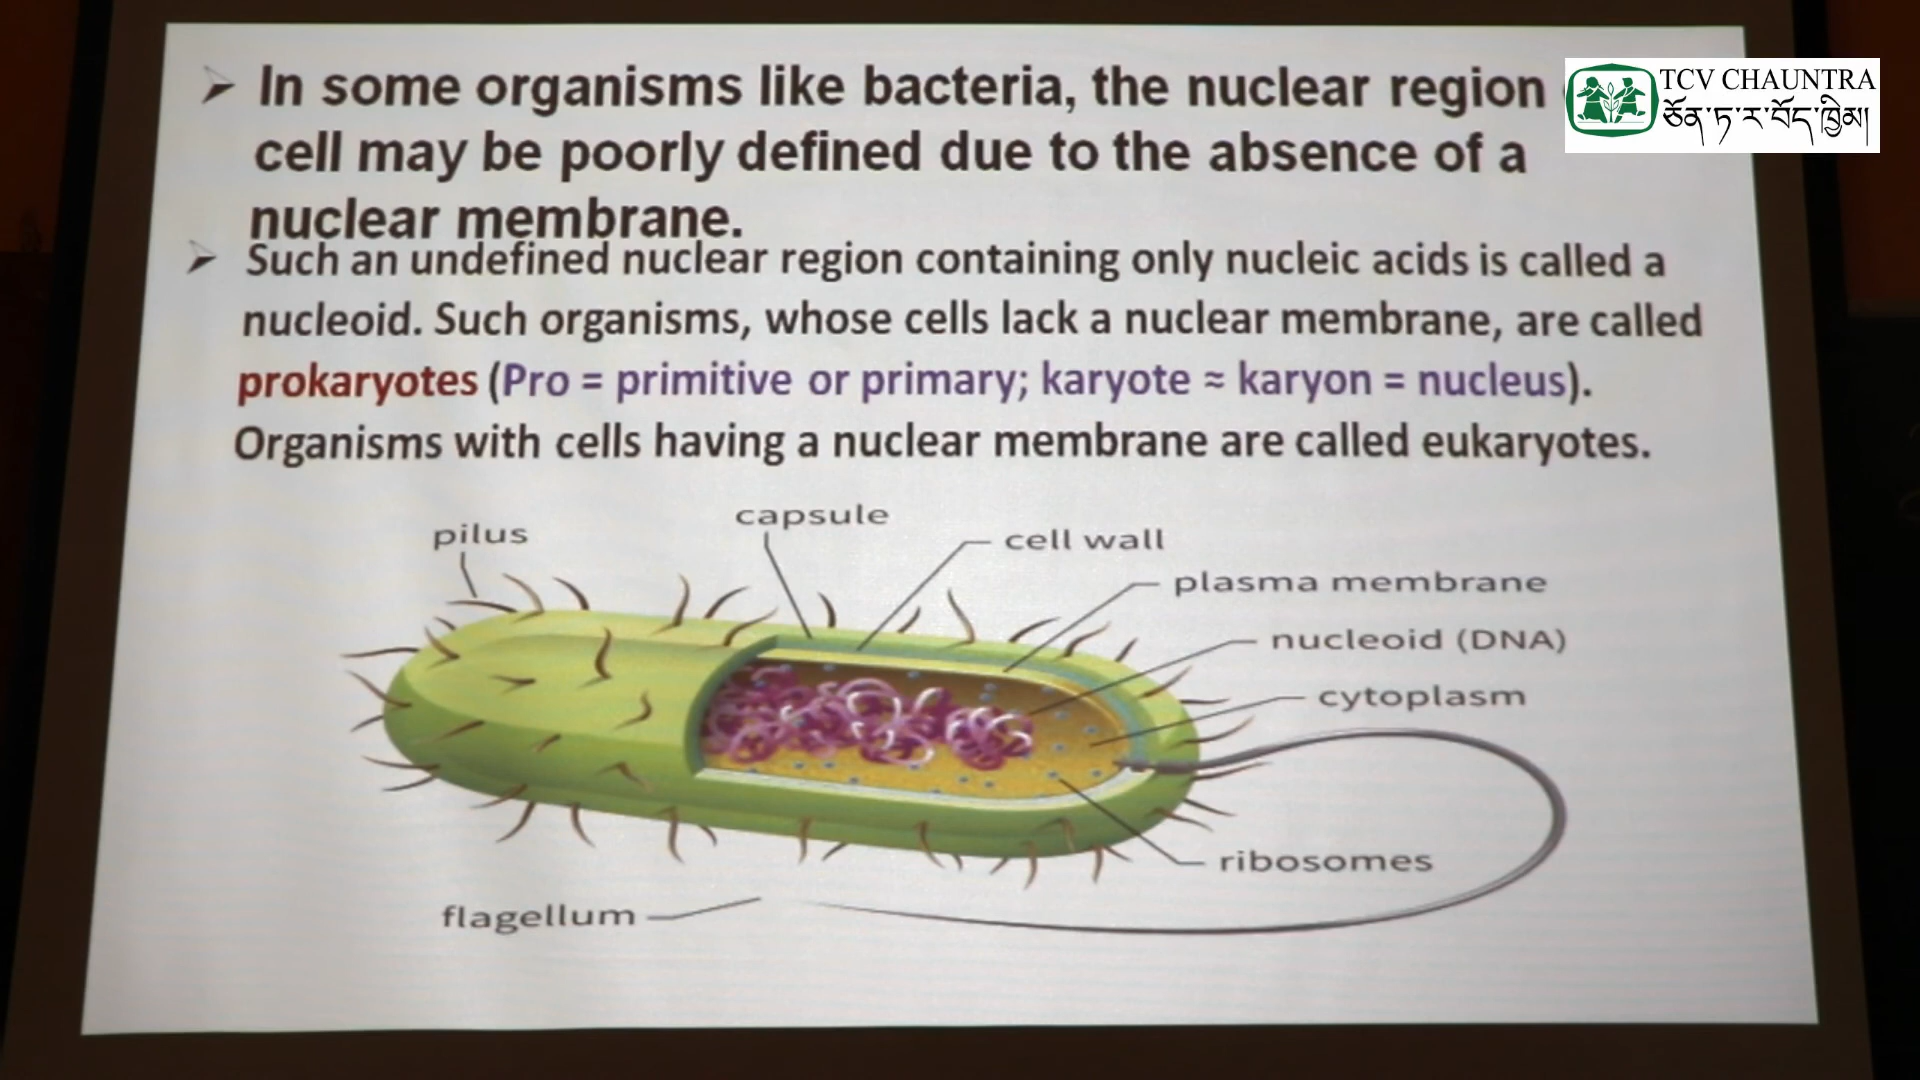 In some organisms like bacteria, the nuclear region
cell may be poorly defined due to the absence of a
nuclear membrane.
Such an undefined nuclear region containing only nucleic acids is called a
nucleoid. Such organisms, whose cells lack a nuclear membrane, are called
prokaryotes (Pro = primitive or primary; karyote ≈ karyon = nucleus).
Organisms with cells having a nuclear membrane are called eukaryotes.
TCV CHAUNTRA
ཅོན་ཏ་ར་བོད་ཁྱིམ།
pilus
capsule
cell wall
plasma membrane
nucleoid (DNA)
cytoplasm
ribosomes
flagellum